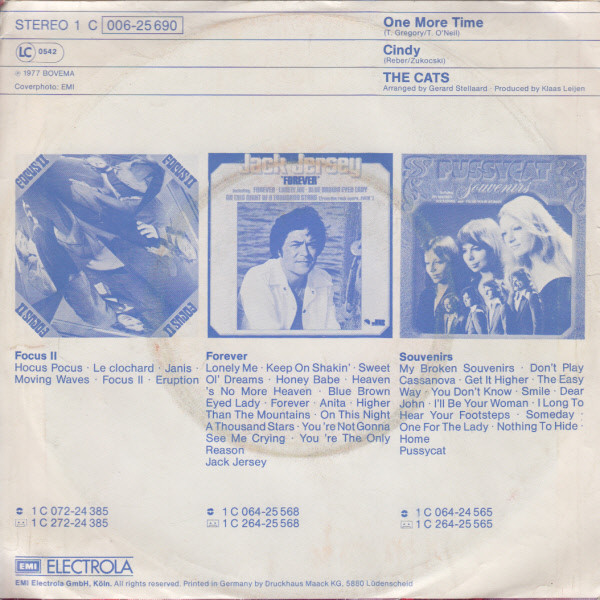 STEREO 1 C 006-25 690
LC 0542
℗ 1977 BOVEMA
Coverphoto: EMI
One More Time
(T. Gregory/T. O'Neil)
Cindy
(Reber/Zukocski)
THE CATS
Arranged by Gerard Stellaard · Produced by Klaas Leijen
FOCUS II
FOCUS II
FOCUS II
FOCUS II
Jack Jersey
"FOREVER"
PUSSYCAT
Souvenirs
Focus II
Hocus Pocus · Le clochard · Janis ·
Moving Waves · Focus II · Eruption
Forever
Lonely Me · Keep On Shakin' · Sweet
Ol' Dreams · Honey Babe · Heaven
's No More Heaven · Blue Brown
Eyed Lady · Forever · Anita · Higher
Than The Mountains · On This Night
A Thousand Stars · You 're Not Gonna
See Me Crying · You 're The Only
Reason
Jack Jersey
Souvenirs
My Broken Souvenirs · Don't Play
Cassanova · Get It Higher · The Easy
Way · You Don't Know · Smile · Dear
John · I'll Be Your Woman · I Long To
Hear Your Footsteps · Someday ·
One For The Lady · Nothing To Hide ·
Home
Pussycat
1 C 072-24 385
1 C 272-24 385
1 C 064-25 568
1 C 264-25 568
1 C 064-24 565
1 C 264-25 565
EMI ELECTROLA
EMI Electrola GmbH, Köln. All rights reserved. Printed in Germany by Druckhaus Maack KG, 5880 Lüdenscheid